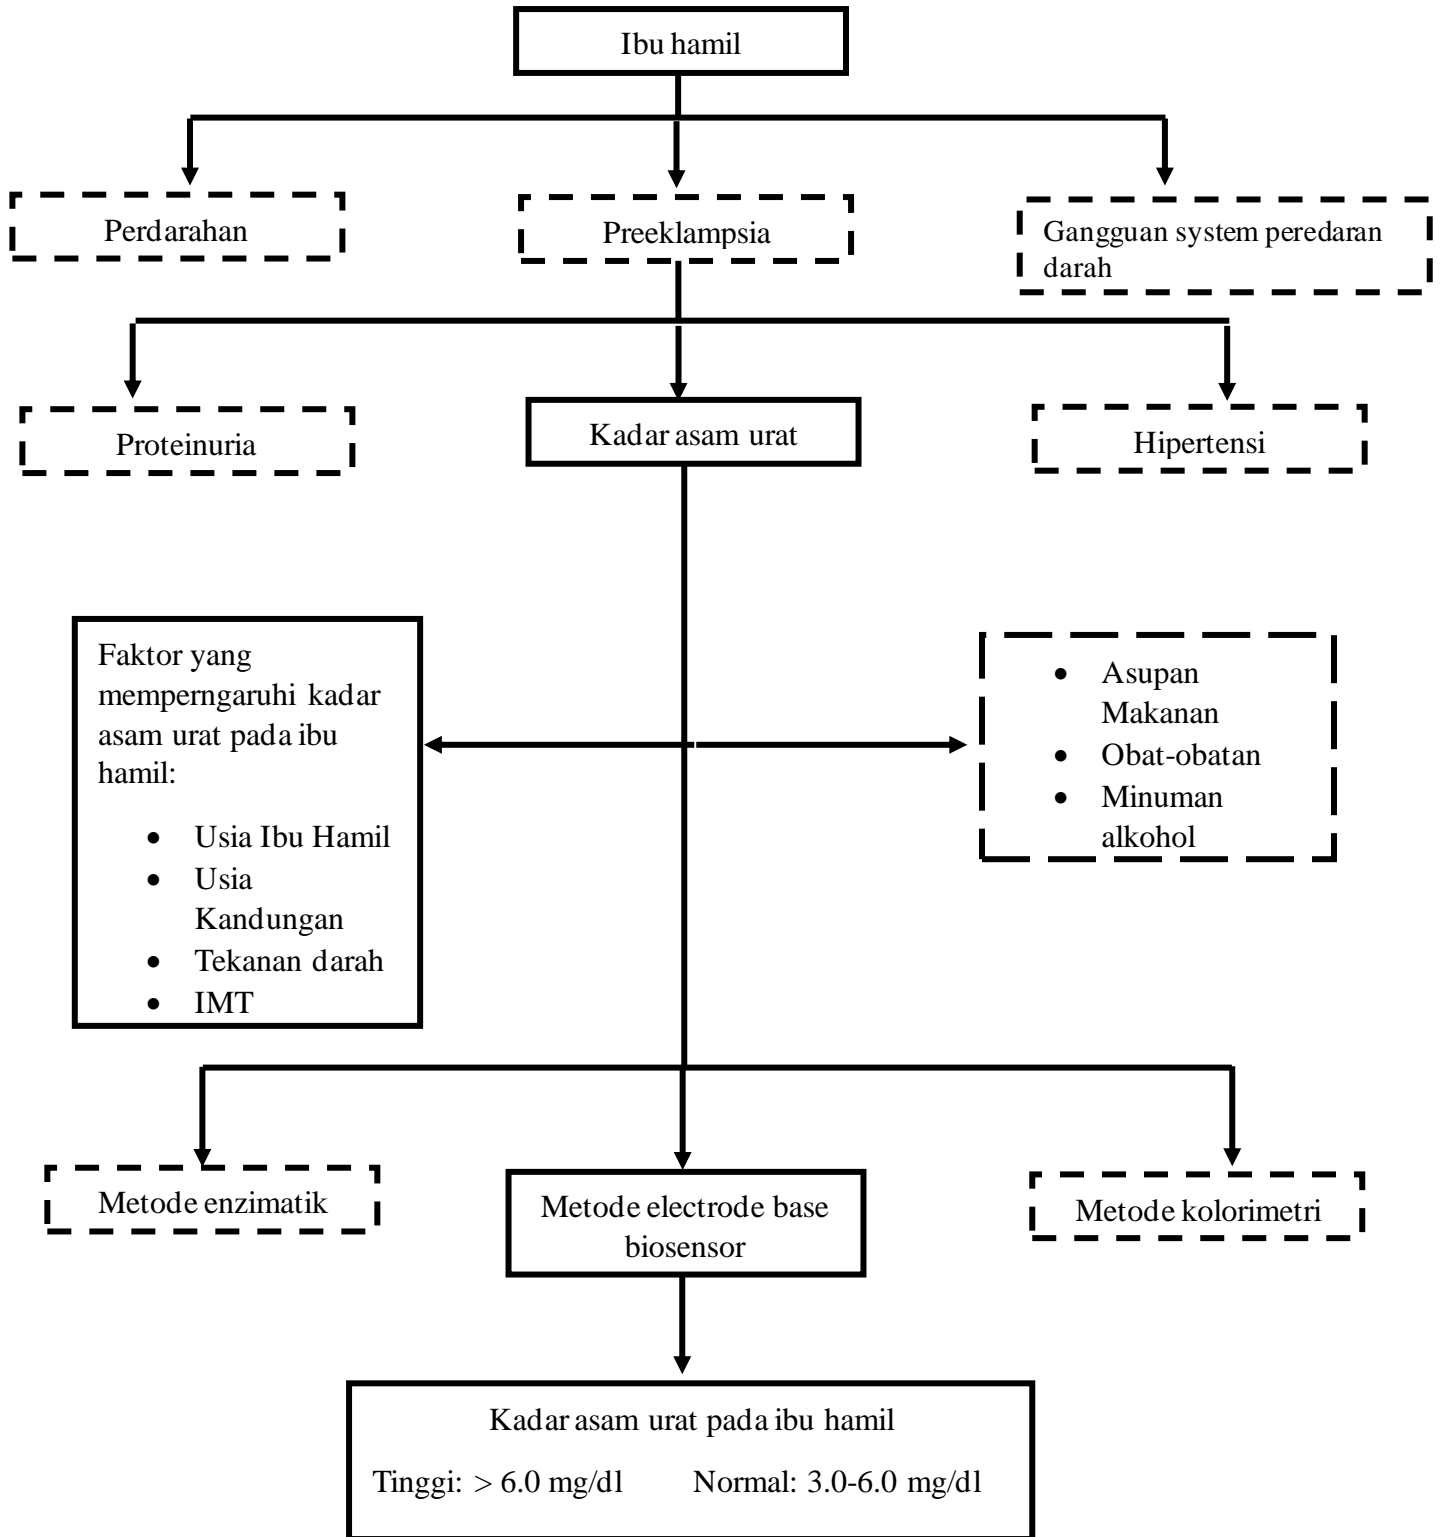 Ibu hamil
Perdarahan
Preeklampsia
Gangguan system peredaran
darah
Proteinuria
Kadar asam urat
Hipertensi
Faktor yang
memperngaruhi kadar
asam urat pada ibu
hamil:
• Usia Ibu Hamil
• Usia
Kandungan
• Tekanan darah
• IMT
• Asupan
Makanan
• Obat-obatan
• Minuman
alkohol
Metode enzimatik
Metode electrode base
biosensor
Metode kolorimetri
Kadar asam urat pada ibu hamil
Tinggi: > 6.0 mg/dl Normal: 3.0-6.0 mg/dl